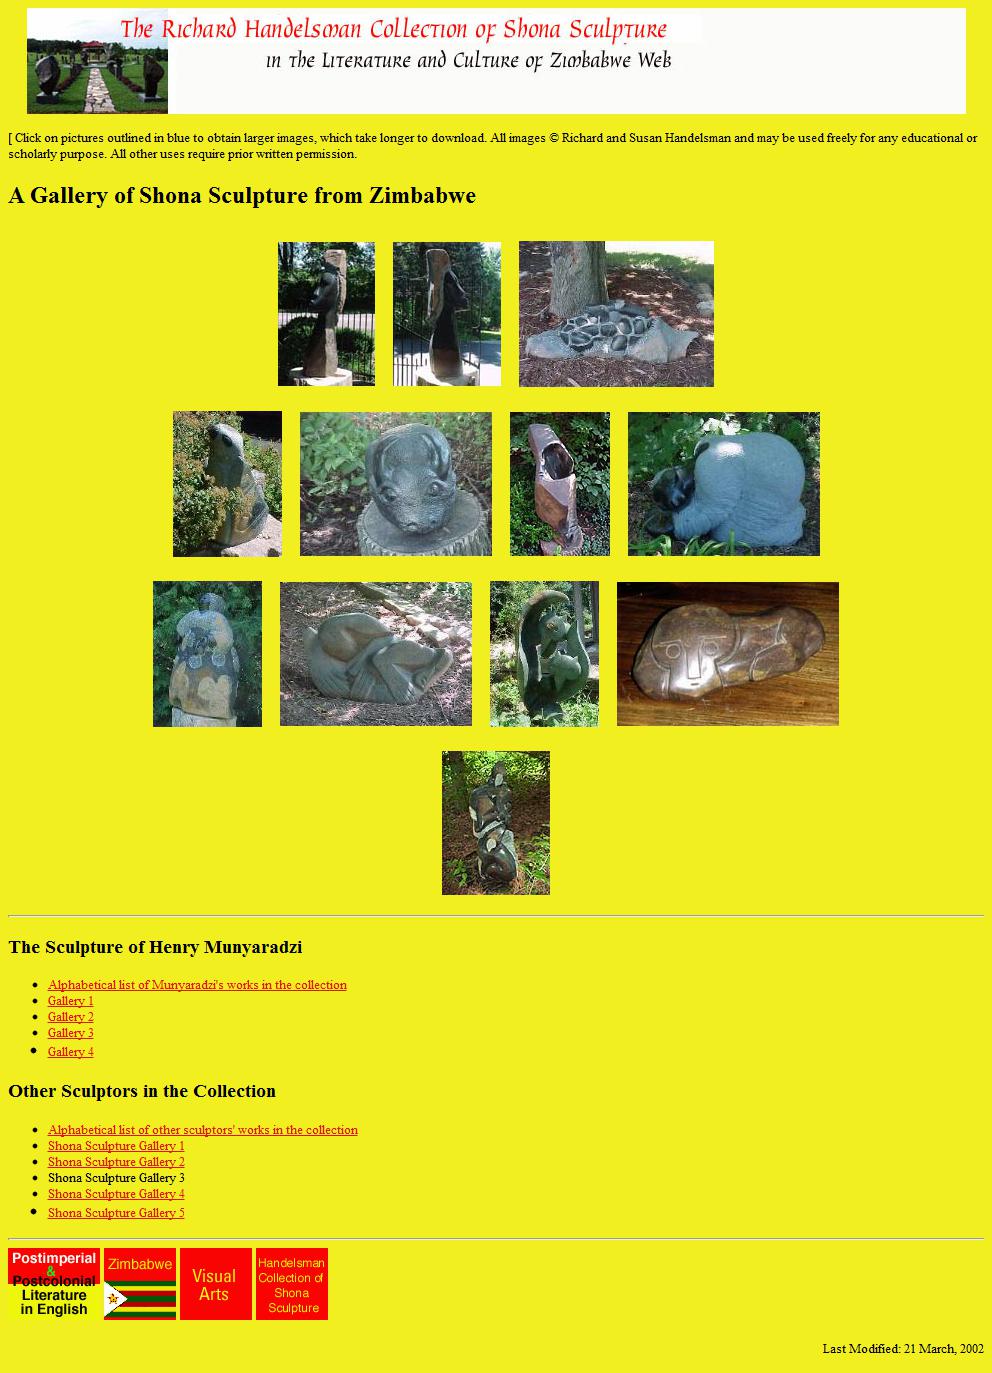 The Richard Handelsman Collection of Shona Sculpture
in the Literature and Culture of Zimbabwe Web
[ Click on pictures outlined in blue to obtain larger images, which take longer to download. All images © Richard and Susan Handelsman and may be used freely for any educational or
scholarly purpose. All other uses require prior written permission.
A Gallery of Shona Sculpture from Zimbabwe
The Sculpture of Henry Munyaradzi
Alphabetical list of Munyaradzi's works in the collection
Gallery 1
Gallery 2
Gallery 3
Gallery 4
Other Sculptors in the Collection
Alphabetical list of other sculptors' works in the collection
Shona Sculpture Gallery 1
Shona Sculpture Gallery 2
Shona Sculpture Gallery 3
Shona Sculpture Gallery 4
Shona Sculpture Gallery 5
Postimperial
&
Postcolonial
Literature
in English
Zimbabwe
Visual
Arts
Handelsman
Collection of
Shona
Sculpture
Last Modified: 21 March, 2002